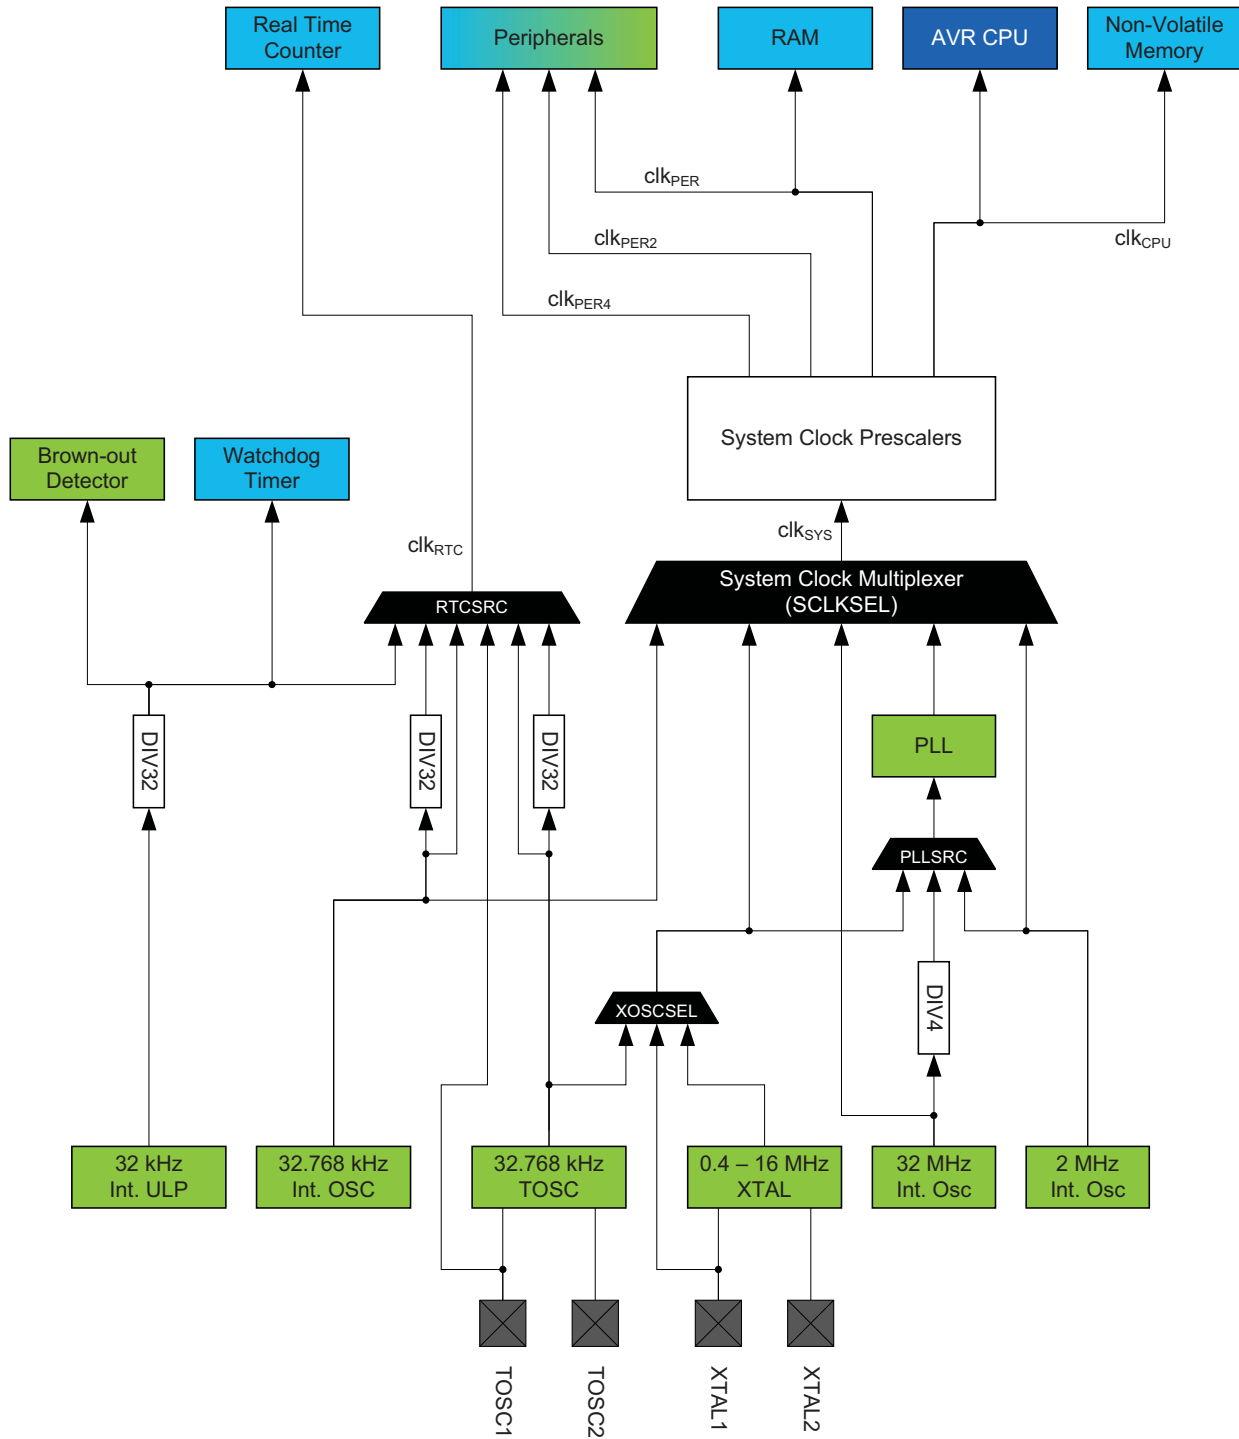 Real Time
Counter
Peripherals
RAM
AVR CPU
Non-Volatile
Memory
clkPER
clkPER2
clkCPU
clkPER4
System Clock Prescalers
Brown-out
Detector
Watchdog
Timer
clkRTC
clkSYS
System Clock Multiplexer
(SCLKSEL)
RTCSRC
DIV32
DIV32
DIV32
PLL
PLLSRC
DIV4
XOSCSEL
32 kHz
Int. ULP
32.768 kHz
Int. OSC
32.768 kHz
TOSC
0.4 – 16 MHz
XTAL
32 MHz
Int. Osc
2 MHz
Int. Osc
TOSC1
TOSC2
XTAL1
XTAL2